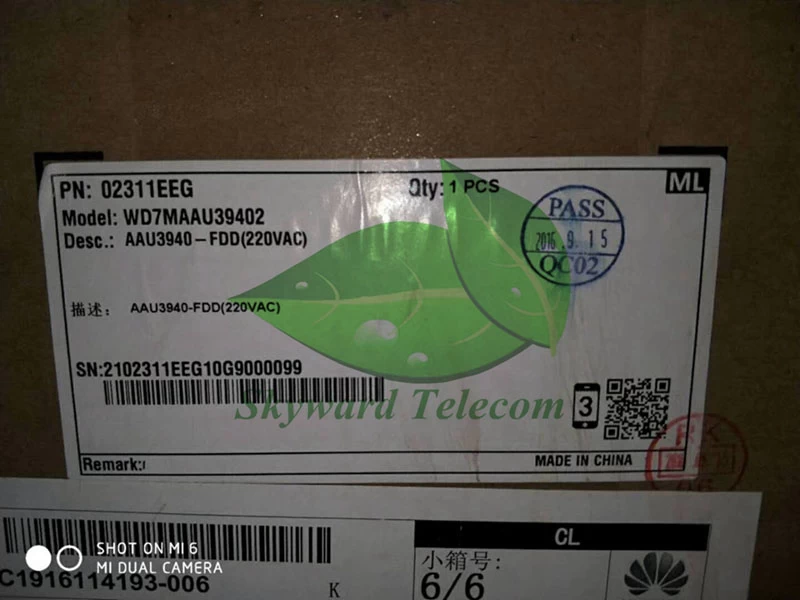 PN: 02311EEG
Qty: 1 PCS
ML
Model: WD7MAAU39402
Desc.: AAU3940-FDD(220VAC)
PASS
2016.9.15
QC02
描述: AAU3940-FDD(220VAC)
SN:2102311EEG10G9000099
Skyward Telecom
3
Remark:
MADE IN CHINA
CL
SHOT ON MI 6
MI DUAL CAMERA
C1916114193-006
K
小箱号:
6/6